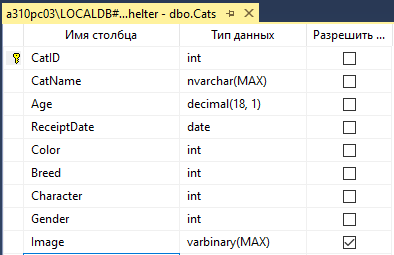 a310pc03\LOCALDB#...helter - dbo.Cats
Имя столбца Тип данных Разрешить ...
CatID int
CatName nvarchar(MAX)
Age decimal(18, 1)
ReceiptDate date
Color int
Breed int
Character int
Gender int
Image varbinary(MAX)